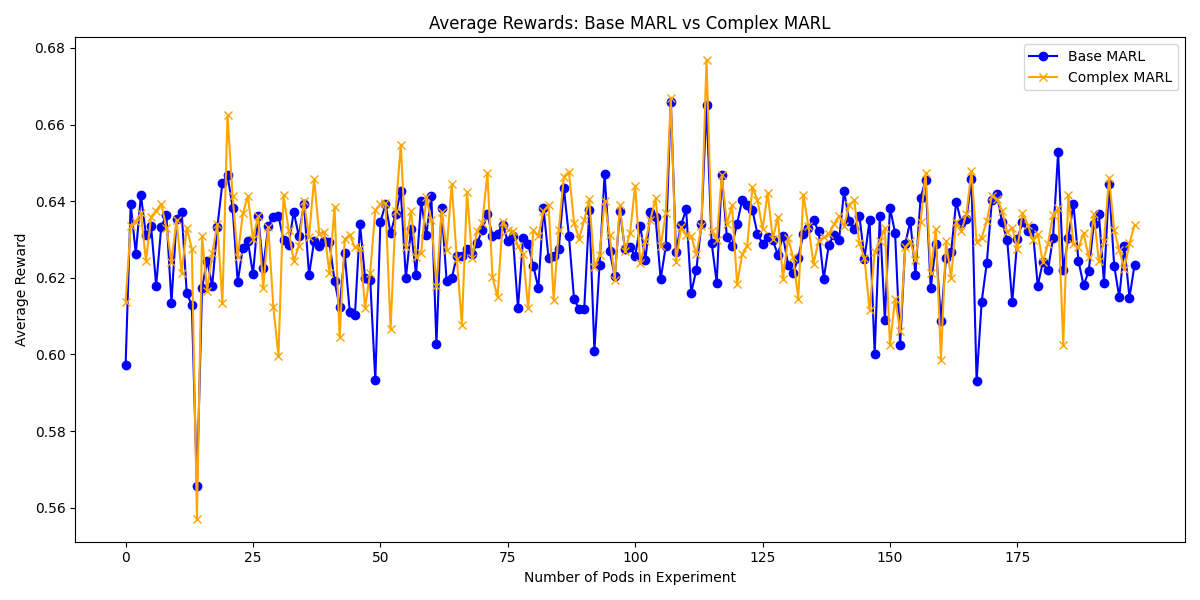 Average Rewards: Base MARL vs Complex MARL
Base MARL
Complex MARL
Average Reward
0.68
0.66
0.64
0.62
0.60
0.58
0.56
0 25 50 75 100 125 150 175
Number of Pods in Experiment